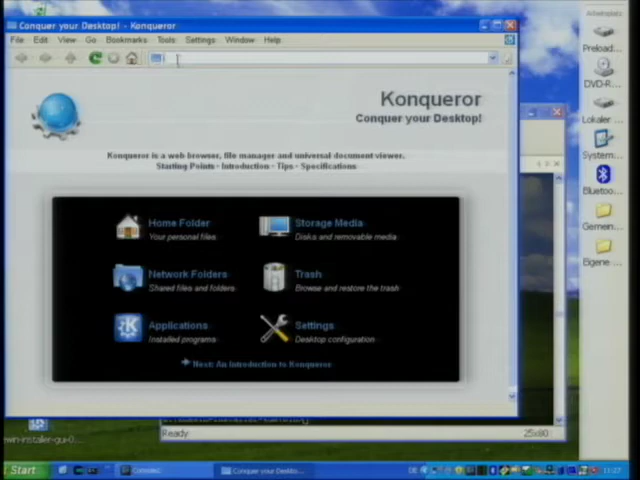 Conquer your Desktop! - Konqueror
File Edit View Go Bookmarks Tools Settings Window Help
Konqueror
Conquer your Desktop!
Konqueror is a web browser, file manager and universal document viewer.
Starting Points - Introduction - Tips - Specifications
Home Folder
Your personal files
Storage Media
Disks and removable media
Network Folders
Shared files and folders
Trash
Browse and restore the trash
Applications
Installed programs
Settings
Desktop configuration
Next: An Introduction to Konqueror
Arbeitsplatz
Preload...
DVD-R...
Lokaler
System...
Bluetoo...
Gemein...
Eigene ...
ewin-installer-gui-0...
Ready
25x80
Start
Console2
Conquer your Deskto...
DE
11:27